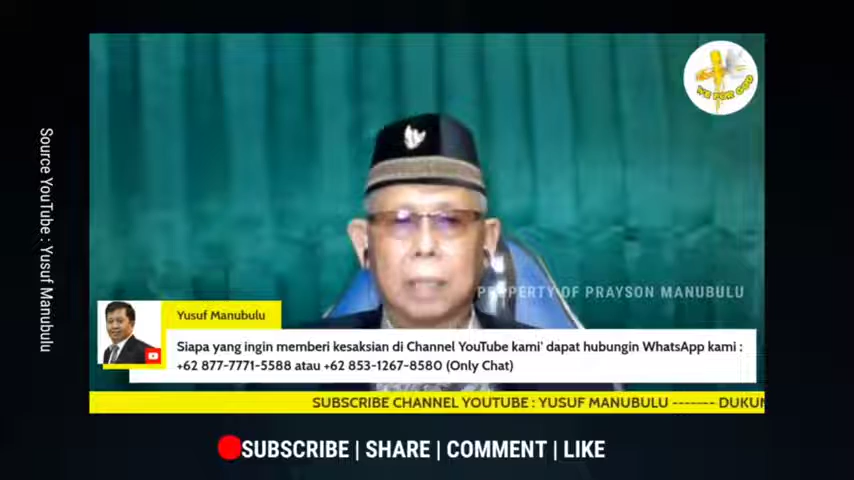 WE FOR GOD
Source YouTube : Yusuf Manubulu
PROPERTY OF PRAYSON MANUBULU
Yusuf Manubulu
Siapa yang ingin memberi kesaksian di Channel YouTube kami' dapat hubungin WhatsApp kami :
+62 877-7771-5588 atau +62 853-1267-8580 (Only Chat)
SUBSCRIBE CHANNEL YOUTUBE : YUSUF MANUBULU ------- DUKUN
SUBSCRIBE | SHARE | COMMENT | LIKE